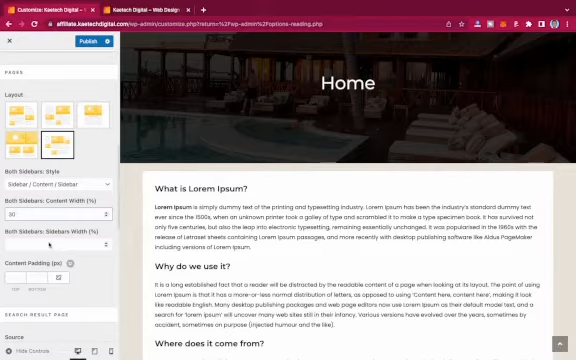 Customize: Kaetech Digital –
Kaetech Digital – Web Design
affiliate.kaetechdigital.com/wp-admin/customize.php?return=%2Fwp-admin%2Foptions-reading.php
Publish
PAGES
Layout
Both Sidebars: Style
Sidebar / Content / Sidebar
Both Sidebars: Content Width (%)
30
Both Sidebars: Sidebars Width (%)
Content Padding (px)
TOP BOTTOM
SEARCH RESULT PAGE
Source
Hide Controls
Home
What is Lorem Ipsum?
Lorem Ipsum is simply dummy text of the printing and typesetting industry. Lorem Ipsum has been the industry's standard dummy text
ever since the 1500s, when an unknown printer took a galley of type and scrambled it to make a type specimen book. It has survived not
only five centuries, but also the leap into electronic typesetting, remaining essentially unchanged. It was popularised in the 1960s with
the release of Letraset sheets containing Lorem Ipsum passages, and more recently with desktop publishing software like Aldus PageMaker
including versions of Lorem Ipsum.
Why do we use it?
It is a long established fact that a reader will be distracted by the readable content of a page when looking at its layout. The point of using
Lorem Ipsum is that it has a more-or-less normal distribution of letters, as opposed to using 'Content here, content here', making it look
like readable English. Many desktop publishing packages and web page editors now use Lorem Ipsum as their default model text, and a
search for 'lorem ipsum' will uncover many web sites still in their infancy. Various versions have evolved over the years, sometimes by
accident, sometimes on purpose (injected humour and the like).
Where does it come from?